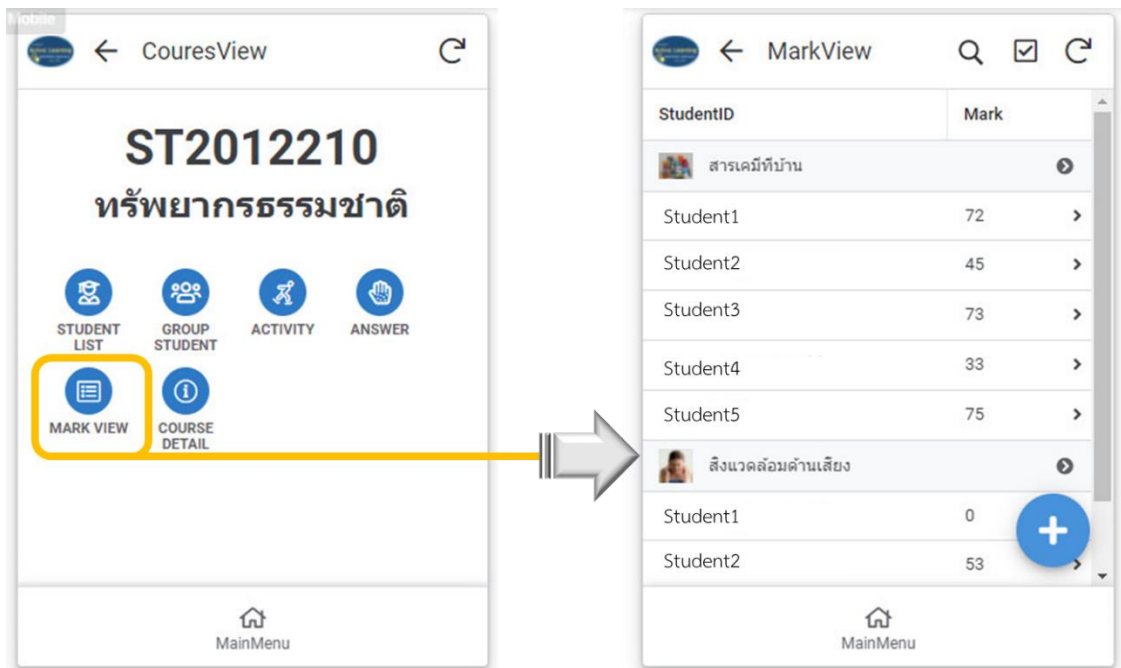 Mobile
CouresView
ST2012210
ทรัพยากรธรรมชาติ
STUDENT LIST
GROUP STUDENT
ACTIVITY
ANSWER
MARK VIEW
COURSE DETAIL
MainMenu
MarkView
StudentID Mark
สารเคมีที่บ้าน
Student1 72
Student2 45
Student3 73
Student4 33
Student5 75
สิ่งแวดล้อมด้านเสียง
Student1 0
Student2 53
MainMenu